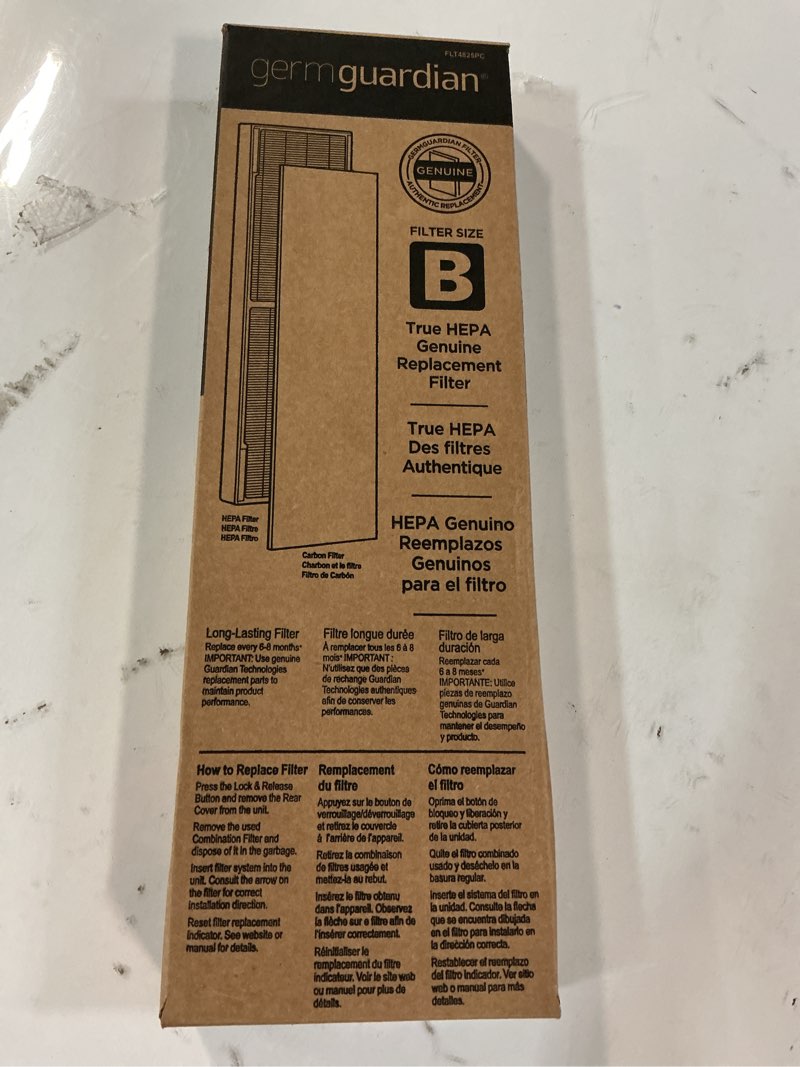 FLT4825PC
germguardian®
GERMGUARDIAN FILTER
GENUINE
AUTHENTIC REPLACEMENT
FILTER SIZE
B
True HEPA
Genuine
Replacement
Filter
True HEPA
Des filtres
Authentique
HEPA Genuino
Reemplazos
Genuinos
para el filtro
HEPA Filter
HEPA Filtre
HEPA Filtro
Carbon Filter
Charbon et le filtre
Filtro de Carbón
Long-Lasting Filter
Replace every 6-8 months*
IMPORTANT: Use genuine
Guardian Technologies
replacement parts to
maintain product
performance.
Filtre longue durée
À remplacer tous les 6 à 8
mois* IMPORTANT :
N'utilisez que des pièces
de rechange Guardian
Technologies authentiques
afin de conserver les
performances.
Filtro de larga
duración
Reemplazar cada
6 a 8 meses*
IMPORTANTE: Utilice
piezas de reemplazo
genuinas de Guardian
Technologies para
mantener el desempeño
y producto.
How to Replace Filter
Press the Lock & Release
Button and remove the Rear
Cover from the unit.
Remove the used
Combination Filter and
dispose of it in the garbage.
Insert filter system into the
unit. Consult the arrow on
the filter for correct
installation direction.
Reset filter replacement
indicator. See website or
manual for details.
Remplacement
du filtre
Appuyez sur le bouton de
verrouillage/déverrouillage
et retirez le couvercle
à l'arrière de l'appareil.
Retirez la combinaison
de filtres usagée et
mettez-la au rebut.
Insérez le filtre obtenu
dans l'appareil. Observez
la flèche sur e filtre afin de
l'insérer correctement.
Réinitialiser le
remplacement du filtre
indicateur. Voir le site web
ou manuel pour plus de
détails.
Cómo reemplazar
el filtro
Oprima el botón de
bloqueo y liberación y
retire la cubierta posterior
de la unidad.
Quite el filtro combinado
usado y deséchelo en la
basura regular.
Inserte el sistema del filtro en
la unidad. Consulte la flecha
que se encuentra dibujada
en el filtro para instalarlo en
la dirección correcta.
Restablecer el reemplazo
del filtro indicador. Ver sitio
web o manual para más
detalles.